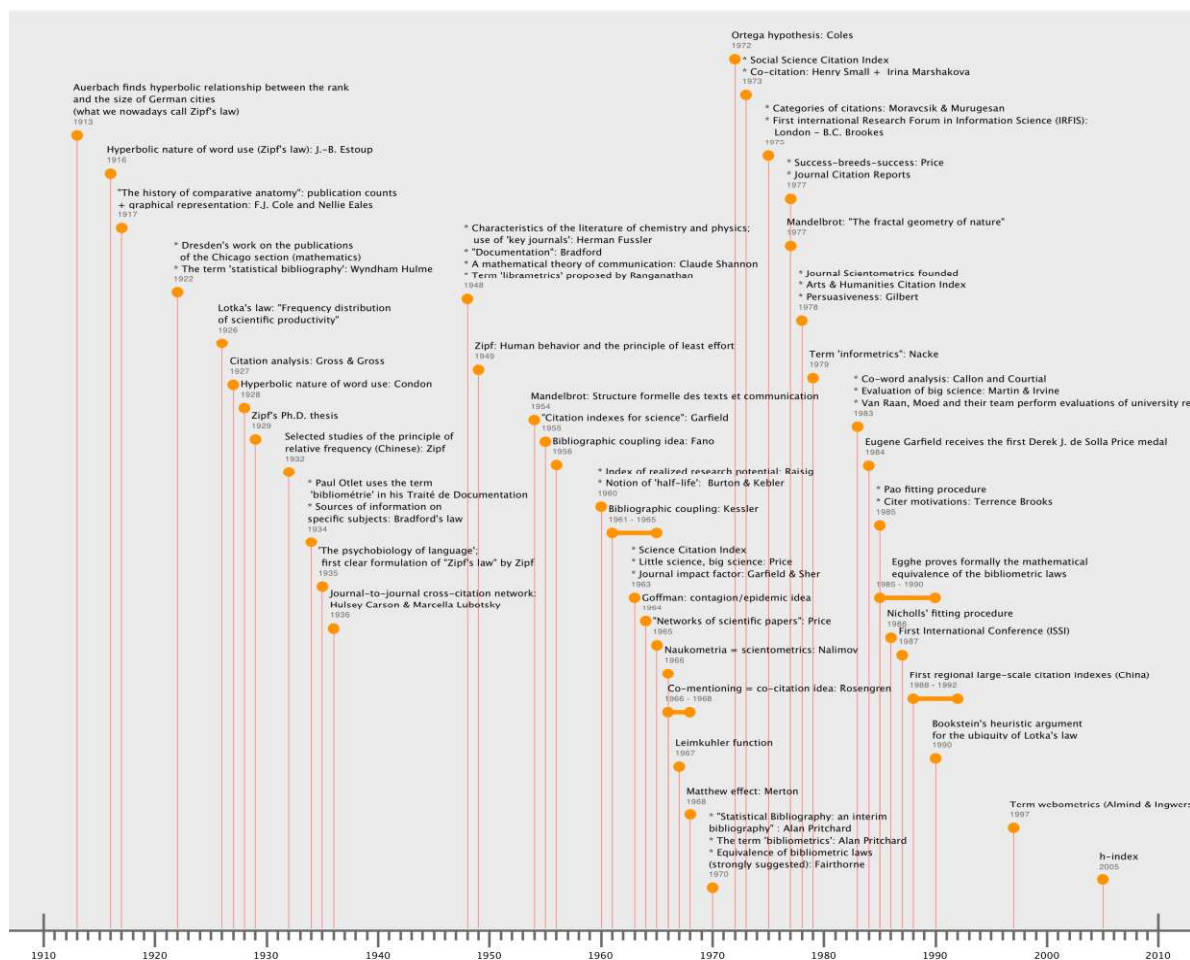 Auerbach finds hyperbolic relationship between the rank
and the size of German cities
(what we nowadays call Zipf's law)
1913
Hyperbolic nature of word use (Zipf's law): J.-B. Estoup
1916
"The history of comparative anatomy": publication counts
+ graphical representation: F.J. Cole and Nellie Eales
1917
* Dresden's work on the publications
of the Chicago section (mathematics)
* The term 'statistical bibliography': Wyndham Hulme
1922
Lotka's law: "Frequency distribution
of scientific productivity"
1926
Citation analysis: Gross & Gross
1927
Hyperbolic nature of word use: Condon
1928
Zipf's Ph.D. thesis
1929
Selected studies of the principle of
relative frequency (Chinese): Zipf
1932
* Paul Otlet uses the term
'bibliométrie' in his Traité de Documentation
* Sources of information on
specific subjects: Bradford's law
1934
'The psychobiology of language';
first clear formulation of "Zipf's law" by Zipf
1935
Journal-to-journal cross-citation network:
Hulsey Carson & Marcella Lubotsky
1936
* Characteristics of the literature of chemistry and physics;
use of 'key journals': Herman Fussler
* "Documentation": Bradford
* A mathematical theory of communication: Claude Shannon
* Term 'librametrics' proposed by Ranganathan
1948
Zipf: Human behavior and the principle of least effort
1949
Mandelbrot: Structure formelle des texts et communication
1954
"Citation indexes for science": Garfield
1955
Bibliographic coupling idea: Fano
1956
* Index of realized research potential: Raisig
* Notion of 'half-life': Burton & Kebler
1960
Bibliographic coupling: Kessler
1961 - 1965
* Science Citation Index
* Little science, big science: Price
* Journal impact factor: Garfield & Sher
1963
Goffman: contagion/epidemic idea
1964
"Networks of scientific papers": Price
1965
Naukometria = scientometrics: Nalimov
1966
Co-mentioning = co-citation idea: Rosengren
1966 - 1968
Leimkuhler function
1967
Matthew effect: Merton
1968
* "Statistical Bibliography: an interim
bibliography" : Alan Pritchard
* The term 'bibliometrics': Alan Pritchard
* Equivalence of bibliometric laws
(strongly suggested): Fairthorne
1970
Ortega hypothesis: Coles
1972
* Social Science Citation Index
* Co-citation: Henry Small + Irina Marshakova
1973
* Categories of citations: Moravcsik & Murugesan
* First international Research Forum in Information Science (IRFIS):
London - B.C. Brookes
1975
* Success-breeds-success: Price
* Journal Citation Reports
1977
Mandelbrot: "The fractal geometry of nature"
1977
* Journal Scientometrics founded
* Arts & Humanities Citation Index
* Persuasiveness: Gilbert
1978
Term 'informetrics": Nacke
1979
* Co-word analysis: Callon and Courtial
* Evaluation of big science: Martin & Irvine
* Van Raan, Moed and their team perform evaluations of university re
1983
Eugene Garfield receives the first Derek J. de Solla Price medal
1984
* Pao fitting procedure
* Citer motivations: Terrence Brooks
1985
Egghe proves formally the mathematical
equivalence of the bibliometric laws
1985 - 1990
Nicholls' fitting procedure
1986
First International Conference (ISSI)
1987
First regional large-scale citation indexes (China)
1988 - 1992
Bookstein's heuristic argument
for the ubiquity of Lotka's law
1990
Term webometrics (Almind & Ingwers
1997
h-index
2005
1910 1920 1930 1940 1950 1960 1970 1980 1990 2000 2010